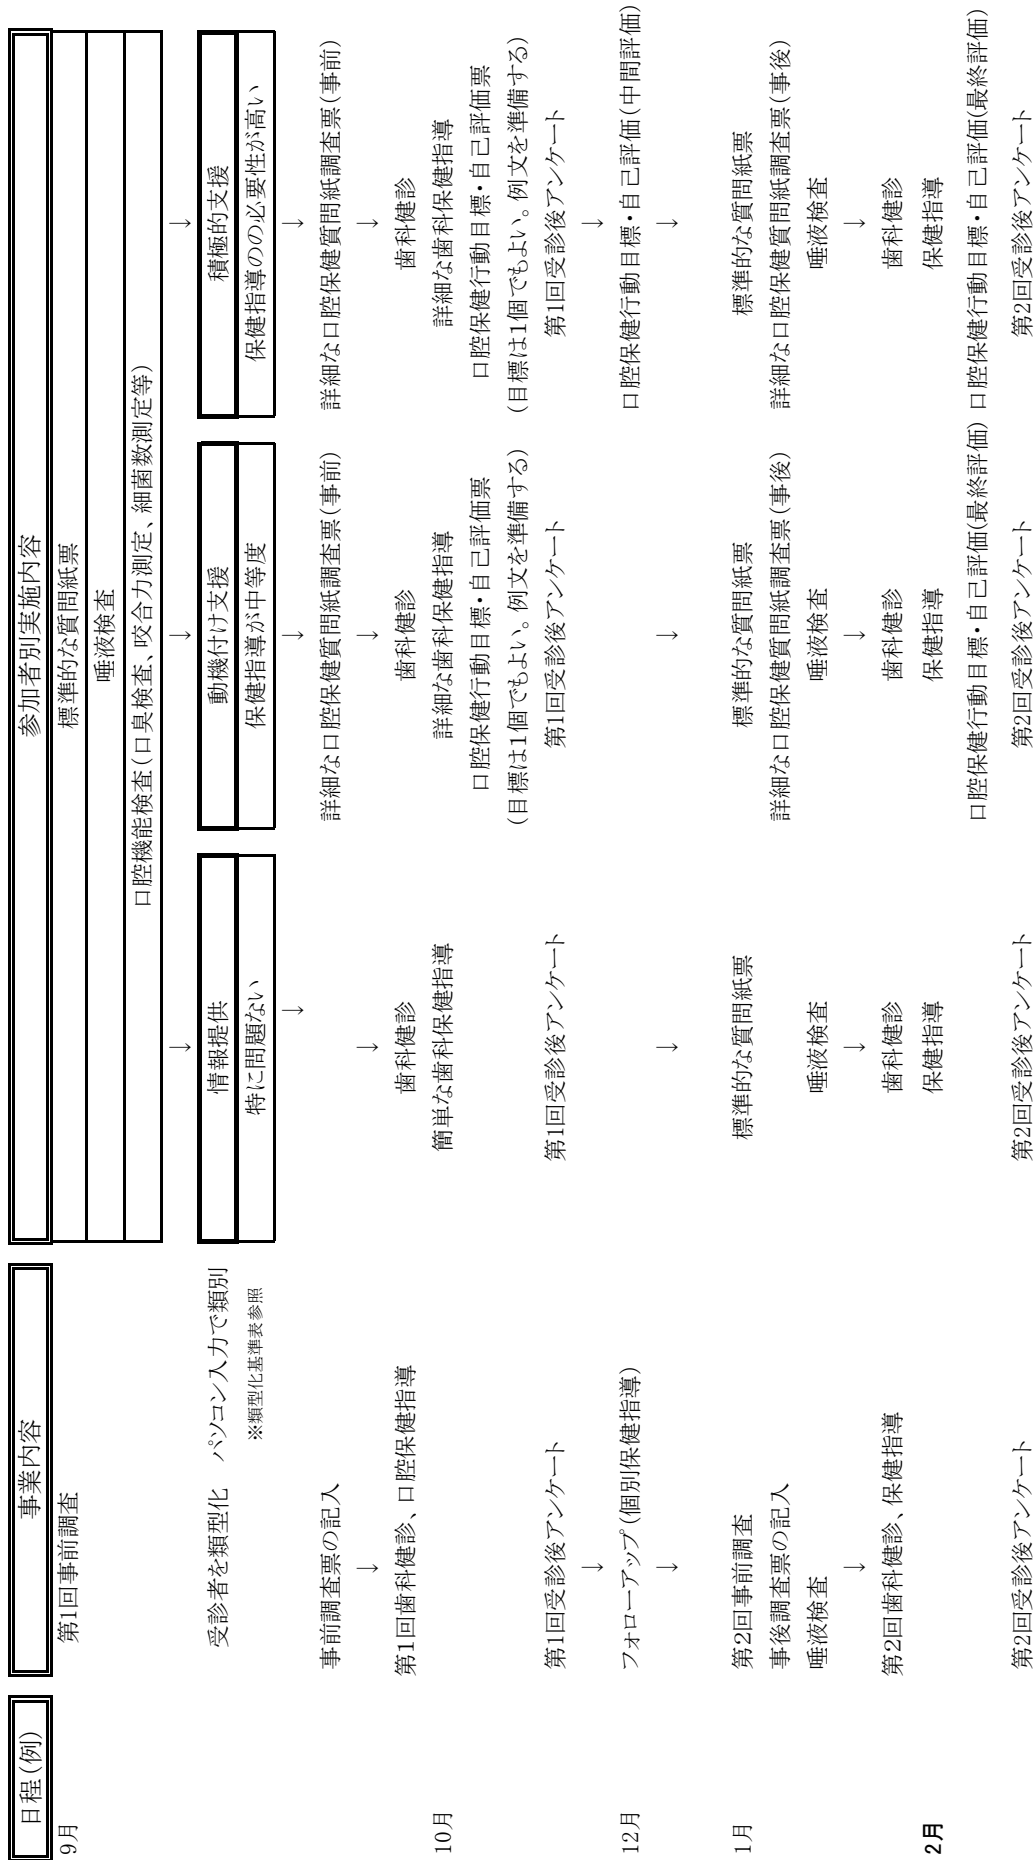 日程(例) 事業内容 参加者別実施内容
9月 第1回事前調査 標準的な質問紙票
唾液検査
口腔機能検査(口臭検査、咬合力測定、細菌数測定等)
→ → →
受診者を類型化 パソコン入力で類別 情報提供 動機付け支援 積極的支援
※類型化基準表参照 特に問題ない 保健指導が中等度 保健指導のの必要性が高い
→ → →
事前調査票の記入 詳細な口腔保健質問紙調査票(事前) 詳細な口腔保健質問紙調査票(事前)
→ → → →
第1回歯科健診、口腔保健指導 歯科健診 歯科健診 歯科健診
10月 簡単な歯科保健指導 詳細な歯科保健指導 詳細な歯科保健指導
口腔保健行動目標・自己評価票 口腔保健行動目標・自己評価票
(目標は1個でもよい。例文を準備する) (目標は1個でもよい。例文を準備する)
第1回受診後アンケート 第1回受診後アンケート 第1回受診後アンケート 第1回受診後アンケート
→ →
12月 フォローアップ(個別保健指導) 口腔保健行動目標・自己評価(中間評価)
→ → → →
1月 第2回事前調査 標準的な質問紙票 標準的な質問紙票 標準的な質問紙票
事後調査票の記入 詳細な口腔保健質問紙調査票(事後) 詳細な口腔保健質問紙調査票(事後)
唾液検査 唾液検査 唾液検査 唾液検査
→ → → →
第2回歯科健診、保健指導 歯科健診 歯科健診 歯科健診
2月 保健指導 保健指導 保健指導
口腔保健行動目標・自己評価(最終評価) 口腔保健行動目標・自己評価(最終評価)
第2回受診後アンケート 第2回受診後アンケート 第2回受診後アンケート 第2回受診後アンケート